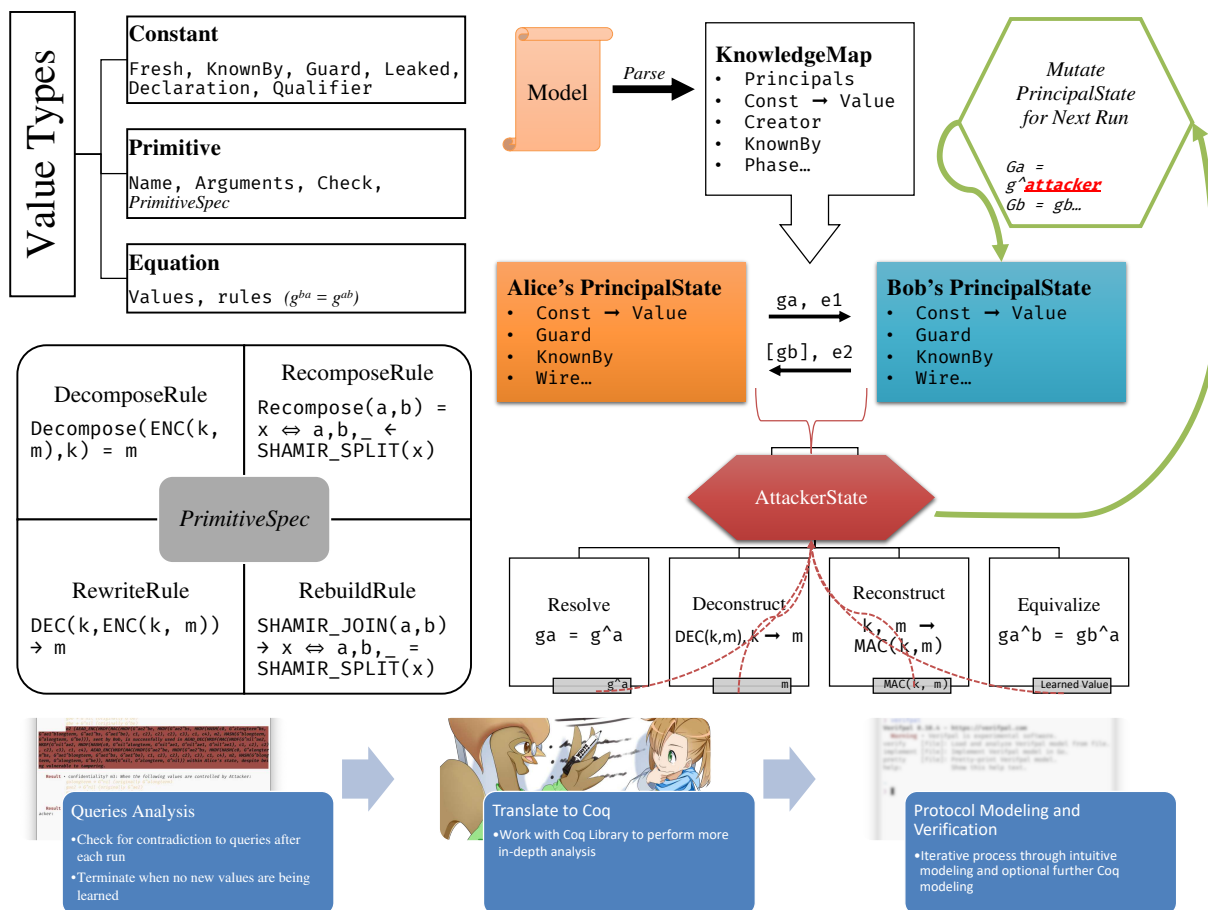 Value Types
Constant
Fresh, KnownBy, Guard, Leaked,
Declaration, Qualifier
Primitive
Name, Arguments, Check,
PrimitiveSpec
Equation
Values, rules (g^ba = g^ab)
Model
Parse
KnowledgeMap
• Principals
• Const → Value
• Creator
• KnownBy
• Phase…
Mutate
PrincipalState
for Next Run
Ga =
g^attacker
Gb = gb…
Alice's PrincipalState
• Const → Value
• Guard
• KnownBy
• Wire…
ga, e1
[gb], e2
Bob's PrincipalState
• Const → Value
• Guard
• KnownBy
• Wire…
DecomposeRule
Decompose(ENC(k,
m),k) = m
RecomposeRule
Recompose(a,b) =
x ⇔ a,b,_ ←
SHAMIR_SPLIT(x)
PrimitiveSpec
RewriteRule
DEC(k,ENC(k, m))
→ m
RebuildRule
SHAMIR_JOIN(a,b)
→ x ⇔ a,b,_ =
SHAMIR_SPLIT(x)
AttackerState
Resolve
ga = g^a
g^a
Deconstruct
DEC(k,m), k → m
m
Reconstruct
k, m →
MAC(k,m)
MAC(k, m)
Equivalize
ga^b = gb^a
Learned Value
Queries Analysis
•Check for contradiction to queries after
each run
•Terminate when no new values are being
learned
Translate to Coq
•Work with Coq Library to perform more
in-depth analysis
Protocol Modeling and
Verification
•Iterative process through intuitive
modeling and optional further Coq
modeling